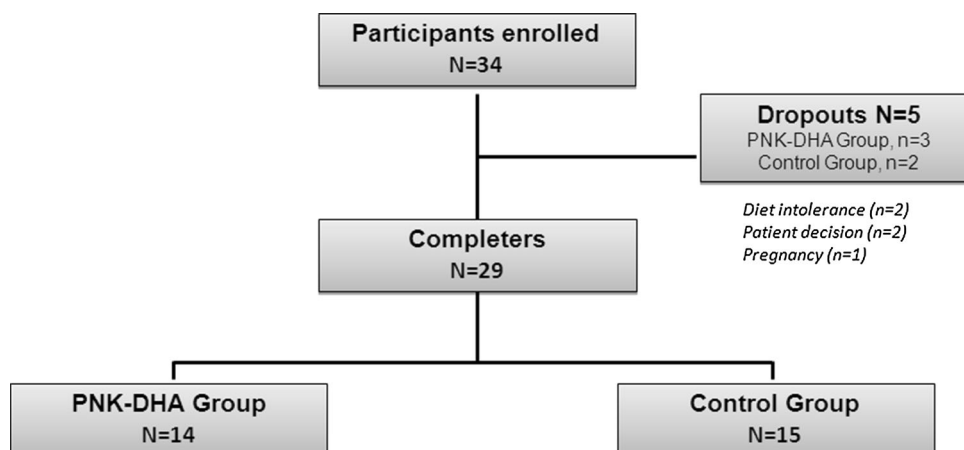 Participants enrolled
N=34
Dropouts N=5
PNK-DHA Group, n=3
Control Group, n=2
Diet intolerance (n=2)
Patient decision (n=2)
Pregnancy (n=1)
Completers
N=29
PNK-DHA Group
N=14
Control Group
N=15